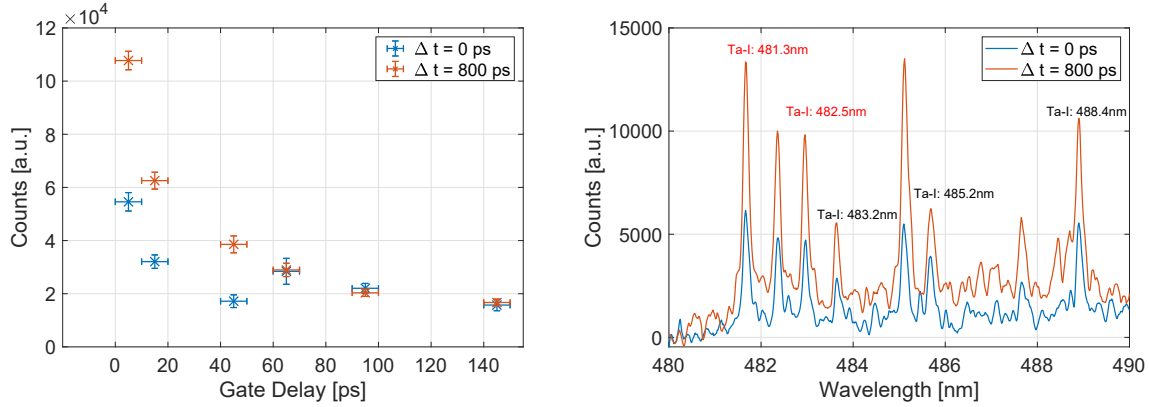 ×10⁴
12
10
8
6
4
2
0
0 20 40 60 80 100 120 140
Counts [a.u.]
Gate Delay [ps]
Δ t = 0 ps
Δ t = 800 ps
15000
10000
5000
0
480 482 484 486 488 490
Counts [a.u.]
Wavelength [nm]
Δ t = 0 ps
Δ t = 800 ps
Ta-I: 481.3nm
Ta-I: 482.5nm
Ta-I: 488.4nm
Ta-I: 485.2nm
Ta-I: 483.2nm